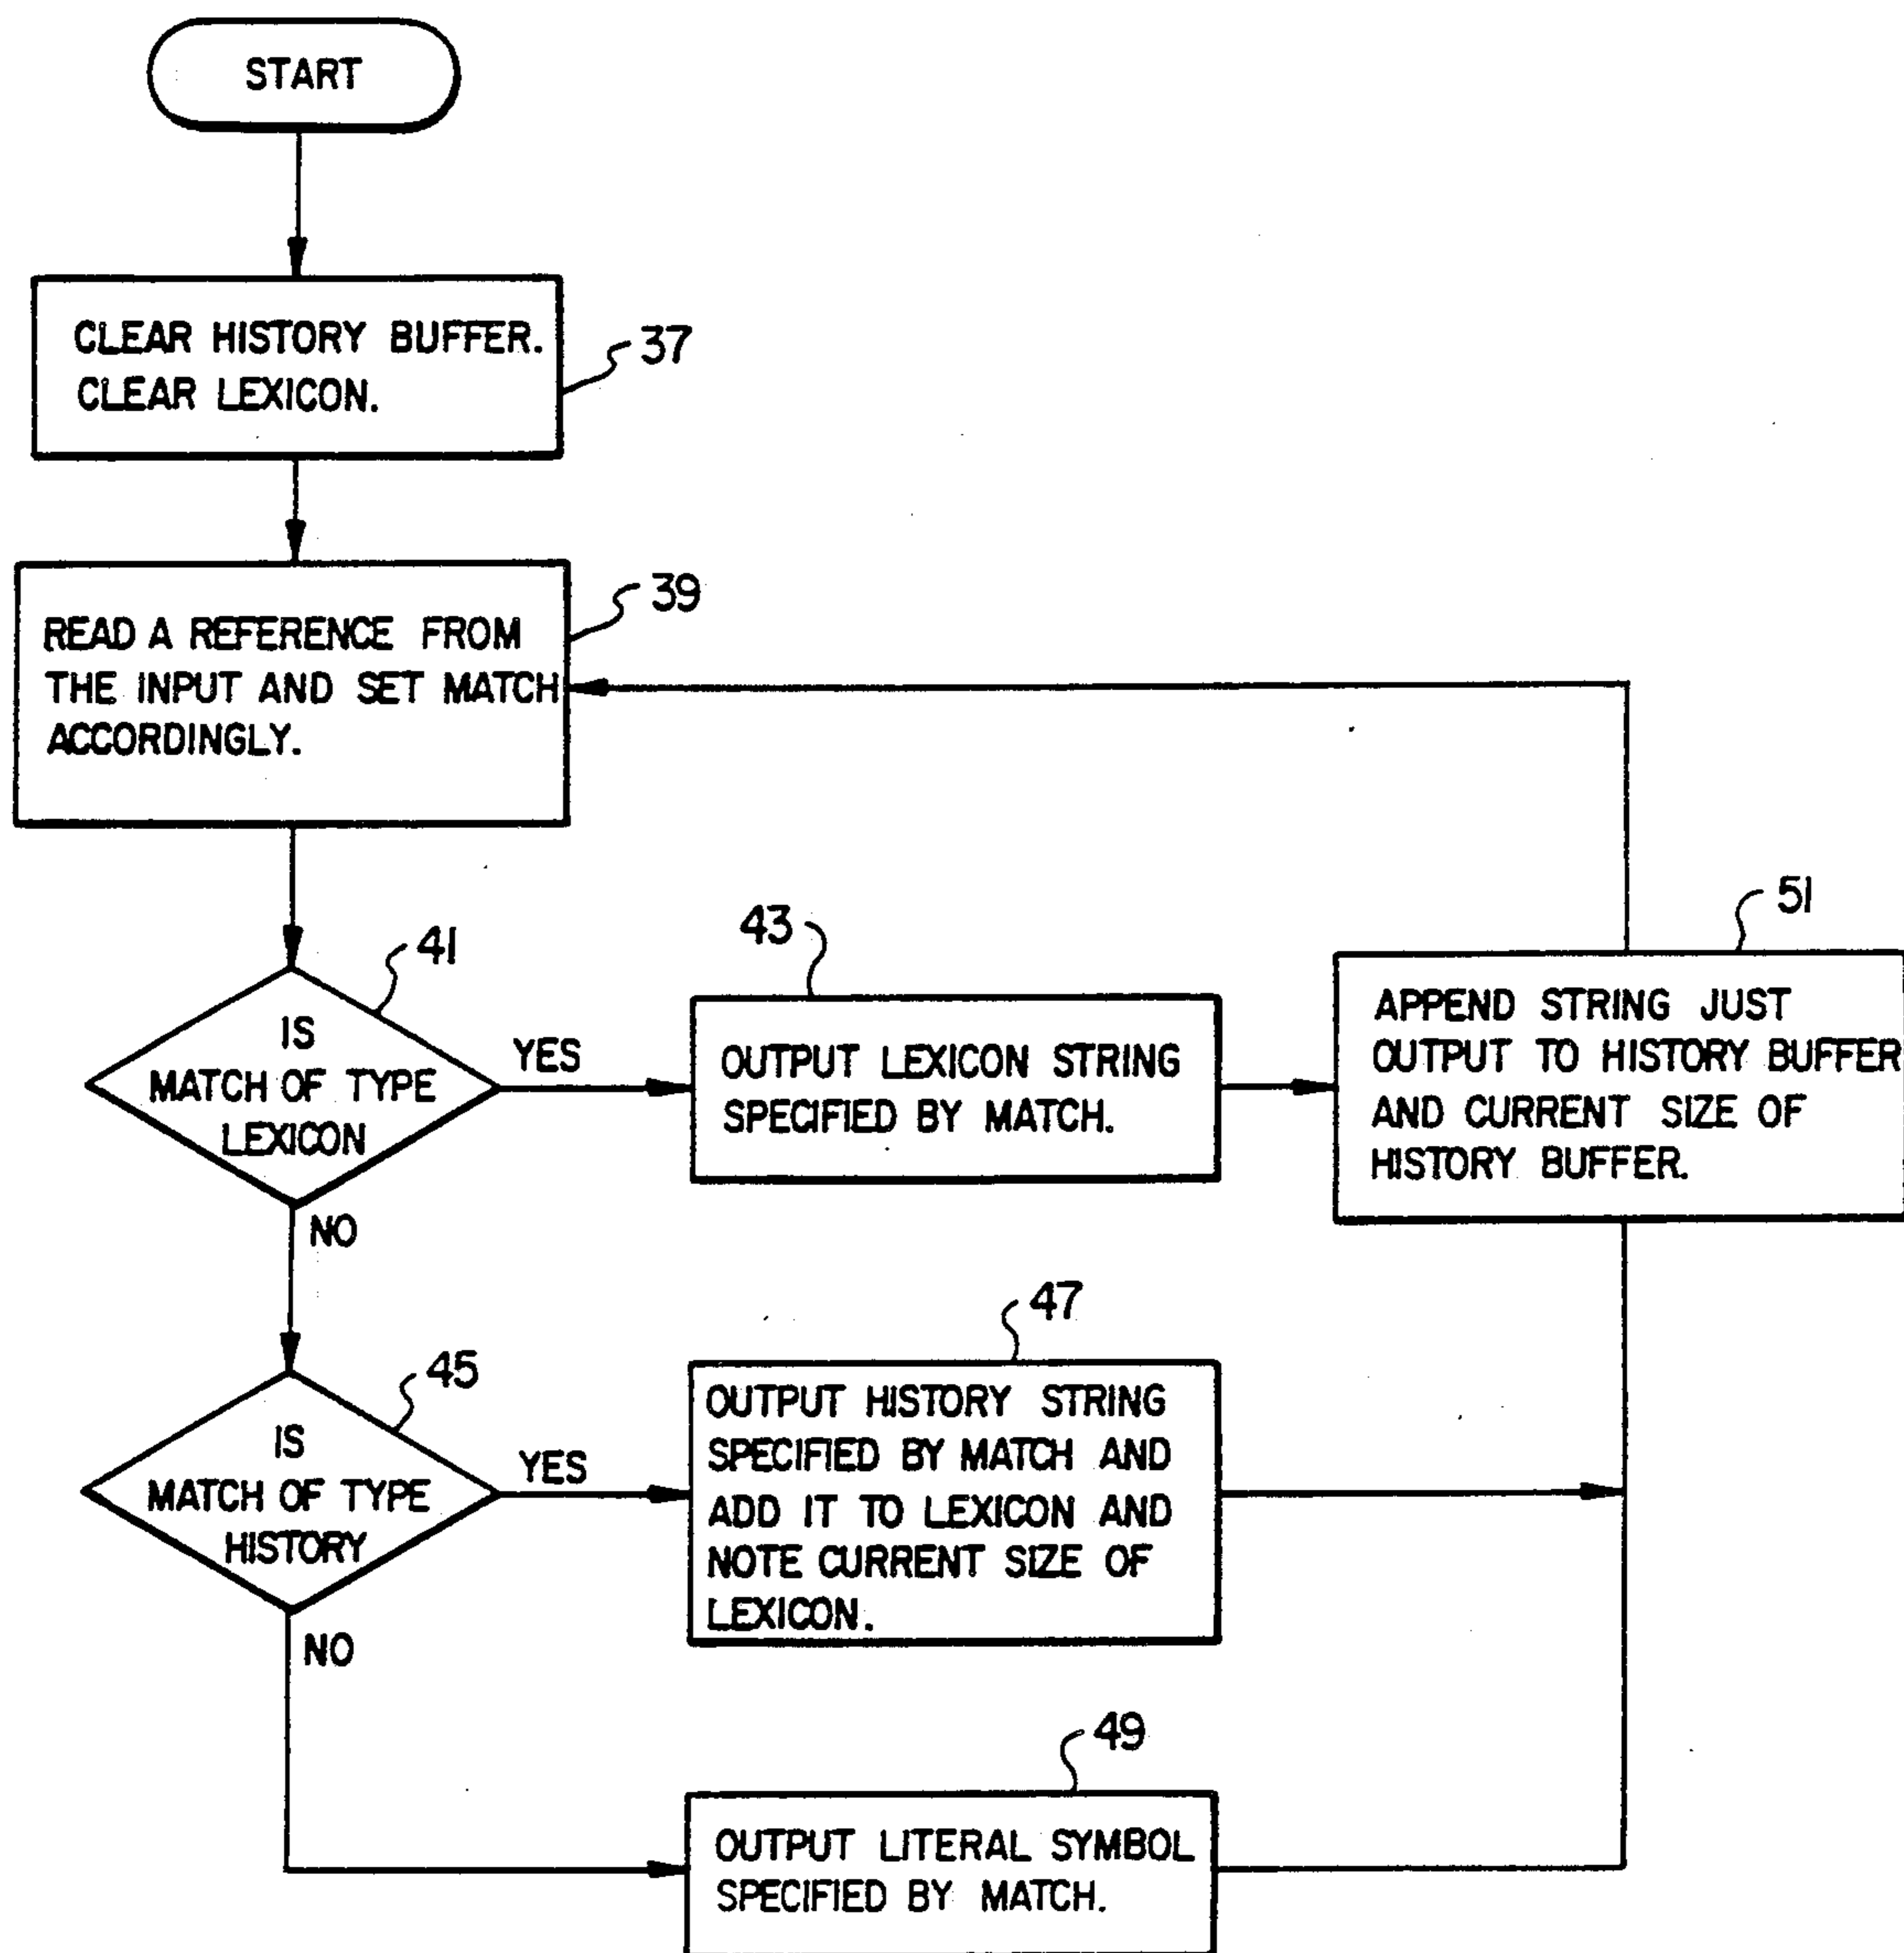 START
CLEAR HISTORY BUFFER.
CLEAR LEXICON.
37
READ A REFERENCE FROM
THE INPUT AND SET MATCH
ACCORDINGLY.
39
IS
MATCH OF TYPE
LEXICON
41
YES
NO
OUTPUT LEXICON STRING
SPECIFIED BY MATCH.
43
APPEND STRING JUST
OUTPUT TO HISTORY BUFFER
AND CURRENT SIZE OF
HISTORY BUFFER.
51
IS
MATCH OF TYPE
HISTORY
45
YES
NO
OUTPUT HISTORY STRING
SPECIFIED BY MATCH AND
ADD IT TO LEXICON AND
NOTE CURRENT SIZE OF
LEXICON.
47
OUTPUT LITERAL SYMBOL
SPECIFIED BY MATCH.
49